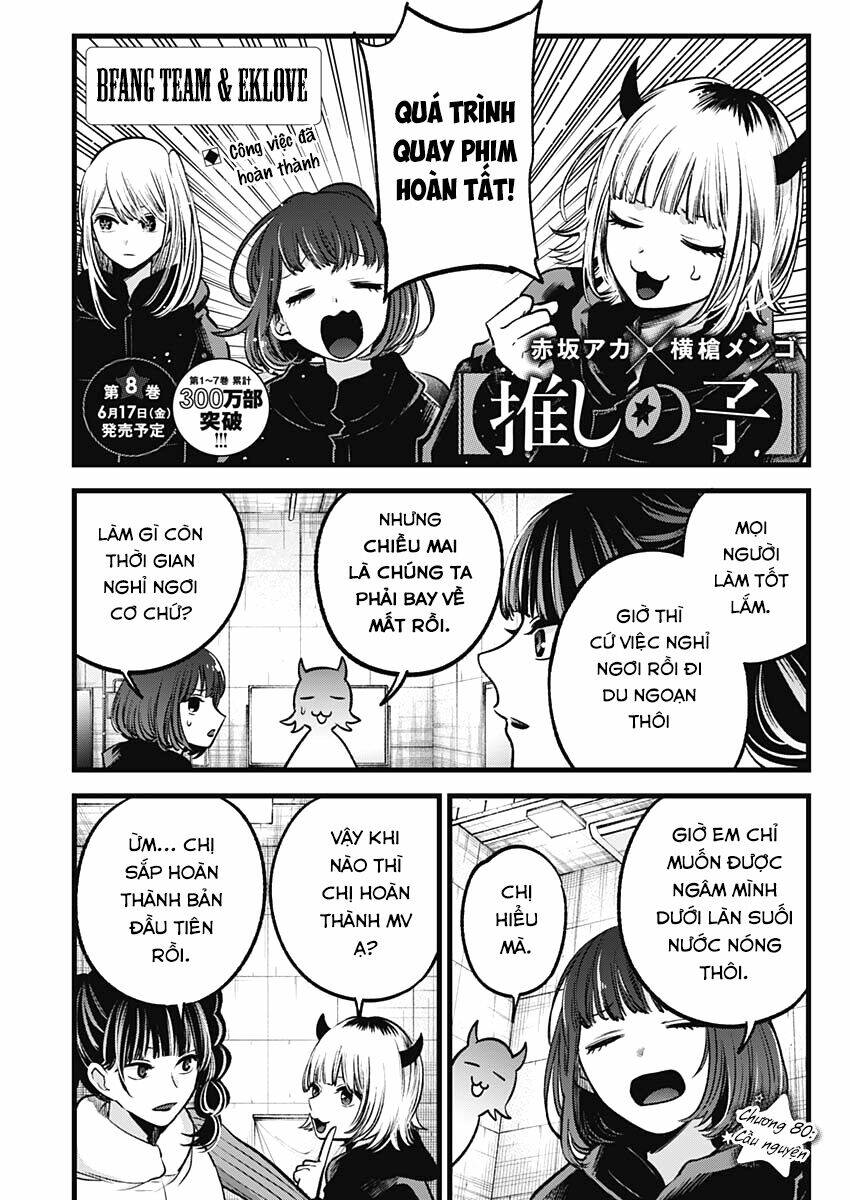 BFANG TEAM & EKLOVE
Công việc đã
hoàn thành
QUÁ TRÌNH
QUAY PHIM
HOÀN TẤT!
赤坂アカ×横槍メンゴ
【推しの子】
第8巻
6月17日(金)
発売予定
第1~7巻 累計
300万部
突破
!!!
MỌI
NGƯỜI
LÀM TỐT
LẮM.
GIỜ THÌ
CỨ VIỆC NGHỈ
NGƠI RỒI ĐI
DU NGOẠN
THÔI
NHƯNG
CHIỀU MAI
LÀ CHÚNG TA
PHẢI BAY VỀ
MẤT RỒI.
LÀM GÌ CÒN
THỜI GIAN
NGHỈ NGƠI
CƠ CHỨ?
GIỜ EM CHỈ
MUỐN ĐƯỢC
NGÂM MÌNH
DƯỚI LÀN SUỐI
NƯỚC NÓNG
THÔI.
CHỊ
HIỂU
MÀ.
Chương 80:
Cầu nguyện
VẬY KHI
NÀO THÌ
CHỊ HOÀN
THÀNH MV
Ạ?
ỪM... CHỊ
SẮP HOÀN
THÀNH BẢN
ĐẦU TIÊN
RỒI.